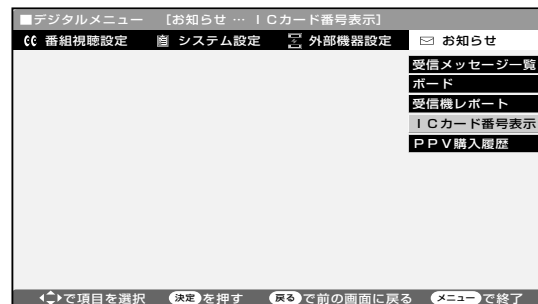 ■デジタルメニュー　[お知らせ … ＩＣカード番号表示]
番組視聴設定　システム設定　外部機器設定　お知らせ
受信メッセージ一覧
ボード
受信機レポート
ＩＣカード番号表示
ＰＰＶ購入履歴
で項目を選択　決定を押す　戻るで前の画面に戻る　メニューで終了